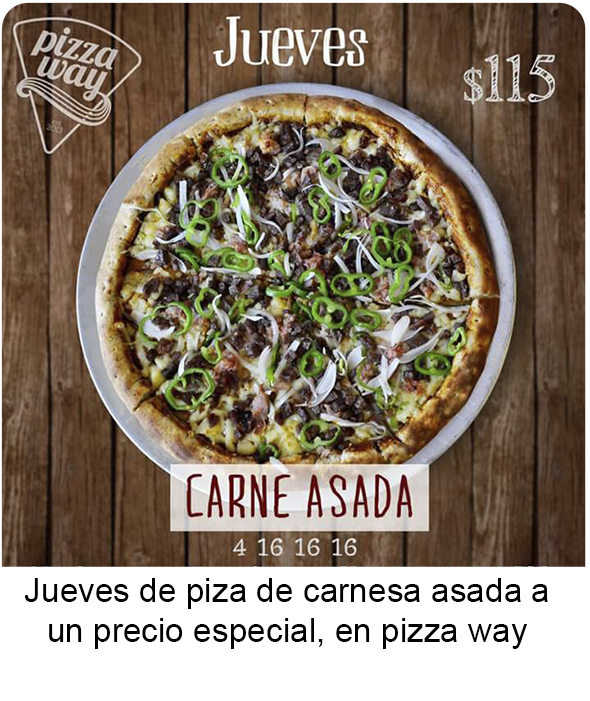 pizza
way
Jueves
$115
CARNE ASADA
4 16 16 16
Jueves de piza de carnesa asada a
un precio especial, en pizza way